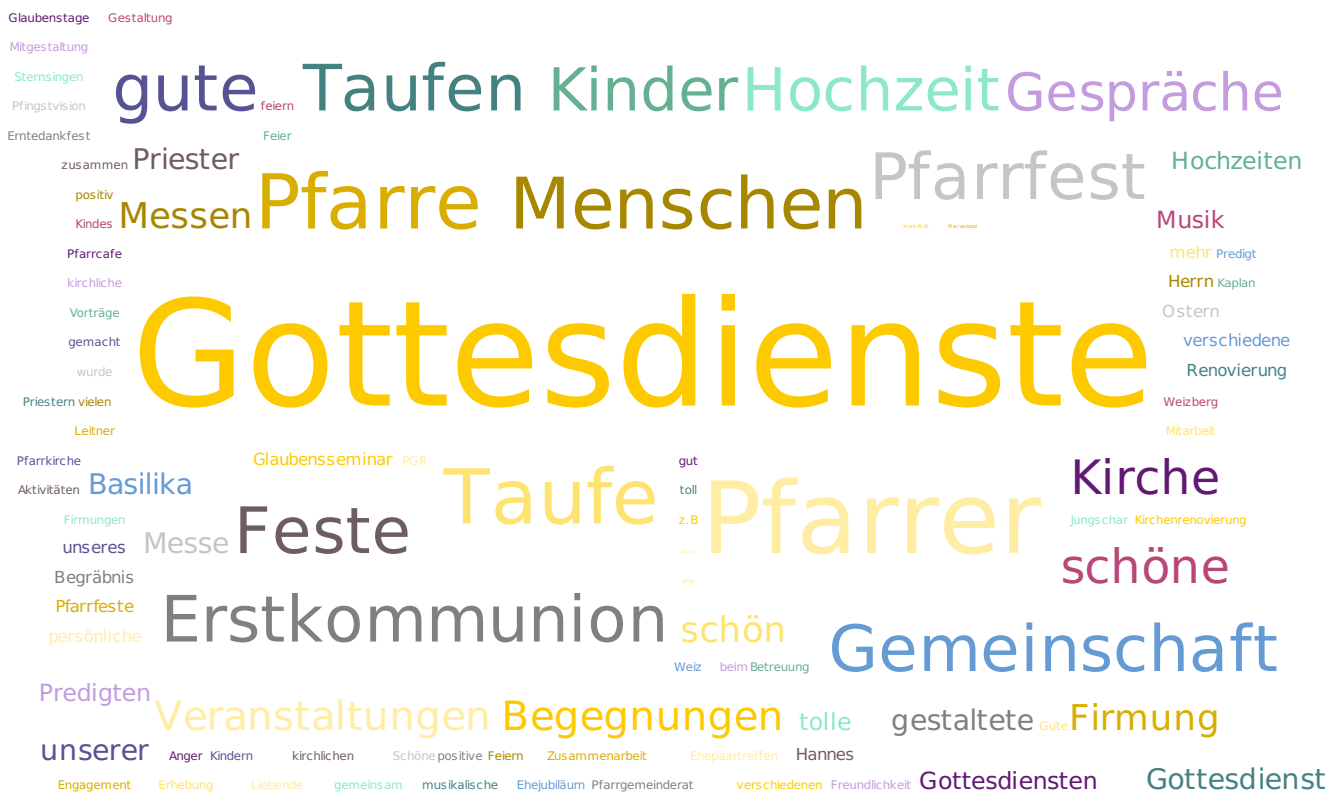 Glaubenstage Gestaltung
Mitgestaltung
Sternsingen
gute feiern Taufen Kinder Hochzeit Gespräche
Pfingstvision
Erntedankfest Feier
zusammen Priester Pfarrfest Hochzeiten
positiv
Kindes Messen Pfarre Menschen Musik
Pfarrcafe mehr Predigt
kirchliche Herrn Kaplan
Vorträge Ostern
gemacht verschiedene
Gottesdienste
wurde Renovierung
Priestern vielen Weizberg
Leitner Mitarbeit
Pfarrkirche Glaubensseminar PGR gut
Aktivitäten Basilika Taufe toll Kirche
Firmungen z.B Pfarrer Jungschar Kirchenrenovierung
unseres Messe Feste
Begräbnis schöne
Pfarrfeste Erstkommunion
persönliche schön Gemeinschaft
Weiz beim Betreuung
Predigten
Veranstaltungen Begegnungen tolle gestaltete Gute Firmung
unserer Anger Kindern kirchlichen Schöne positive Feiern Zusammenarbeit Ehepaartreffen Hannes
Engagement Erhebung Liebende gemeinsam musikalische Ehejubiläum Pfarrgemeinderat verschiedenen Freundlichkeit Gottesdiensten Gottesdienst